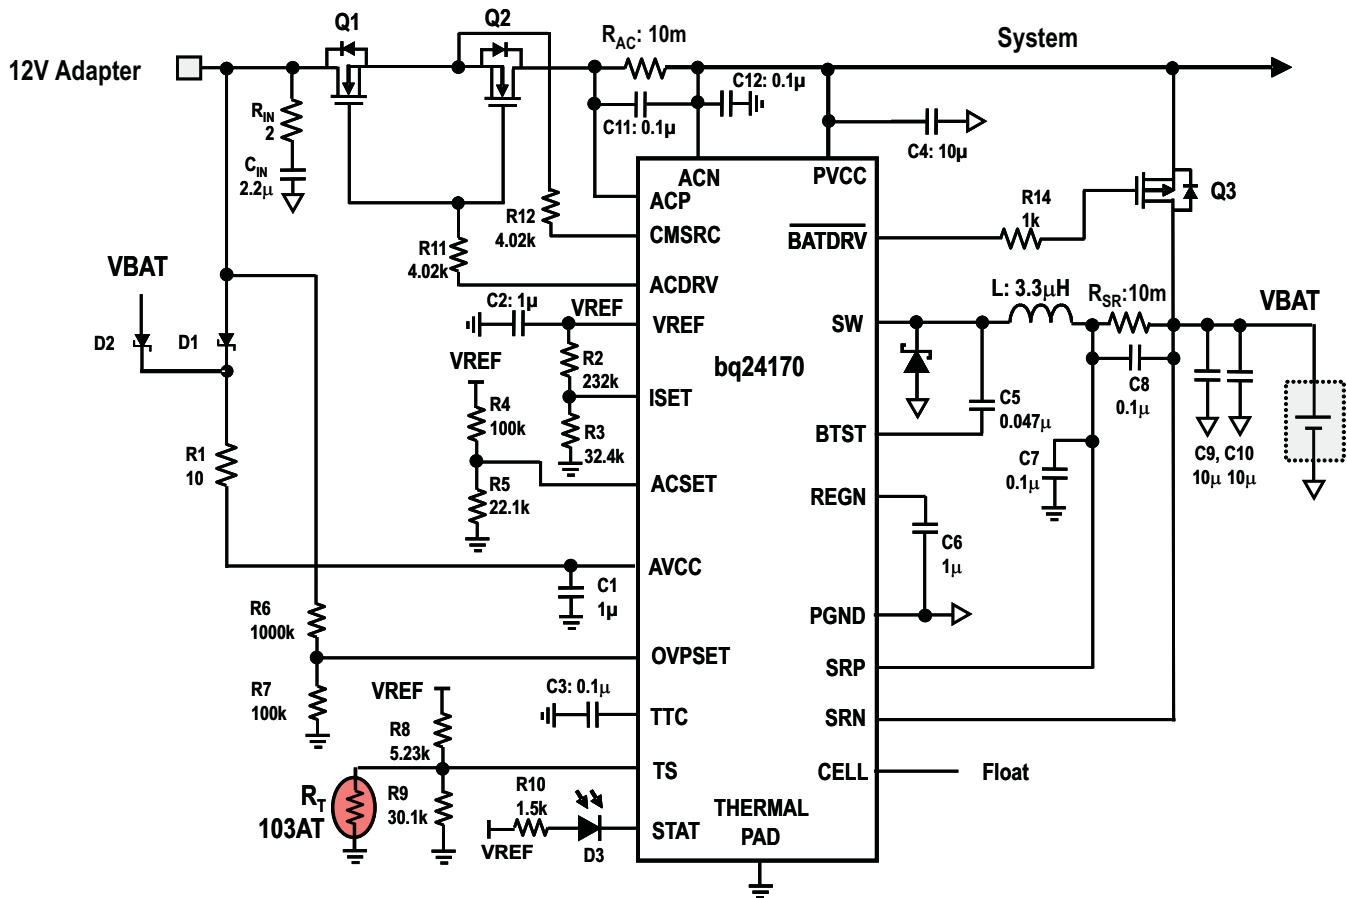 Q1
Q2
R_AC: 10m
System
12V Adapter
C12: 0.1µ
R_IN
2
C11: 0.1µ
C4: 10µ
C_IN
2.2µ
ACN
PVCC
ACP
R14
1k
Q3
R12
4.02k
CMSRC
BATDRV
R11
4.02k
VBAT
ACDRV
L: 3.3µH
R_SR:10m
VBAT
C2: 1µ
VREF
VREF
SW
D2
D1
VREF
R2
232k
bq24170
C8
0.1µ
R4
100k
ISET
C5
0.047µ
R3
32.4k
BTST
R1
10
C7
0.1µ
C9, C10
10µ 10µ
R5
22.1k
ACSET
REGN
C6
1µ
AVCC
C1
1µ
R6
1000k
PGND
OVPSET
SRP
R7
100k
VREF
C3: 0.1µ
TTC
SRN
R8
5.23k
TS
CELL
Float
R_T
103AT
R9
30.1k
R10
1.5k
THERMAL
PAD
STAT
VREF
D3